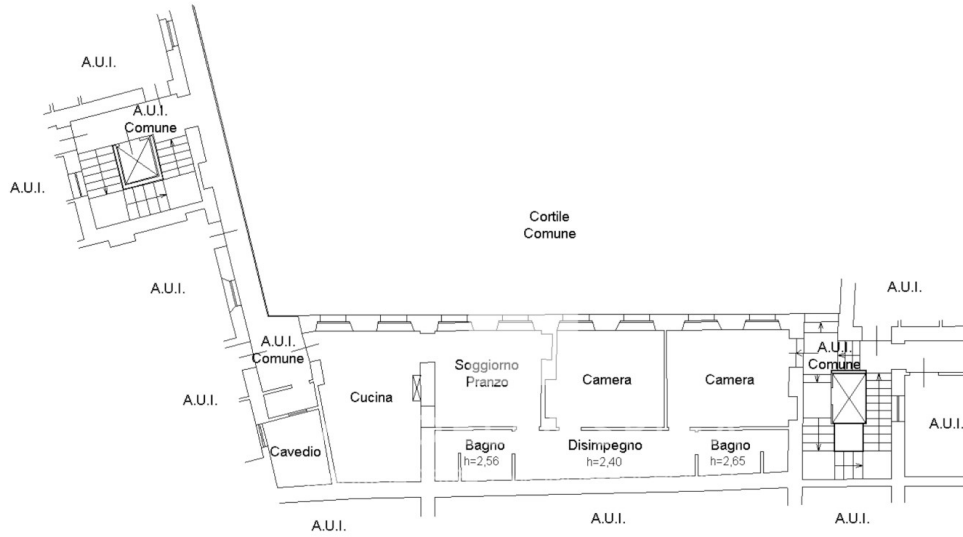 A.U.I.
A.U.I.
Comune
A.U.I.
Cortile
Comune
A.U.I.
A.U.I.
A.U.I.
Comune
A.U.I.
Comune
Soggiorno
Pranzo
Camera
Camera
Cucina
A.U.I.
A.U.I.
Cavedio
Bagno
h=2,56
Disimpegno
h=2,40
Bagno
h=2,65
A.U.I.
A.U.I.
A.U.I.